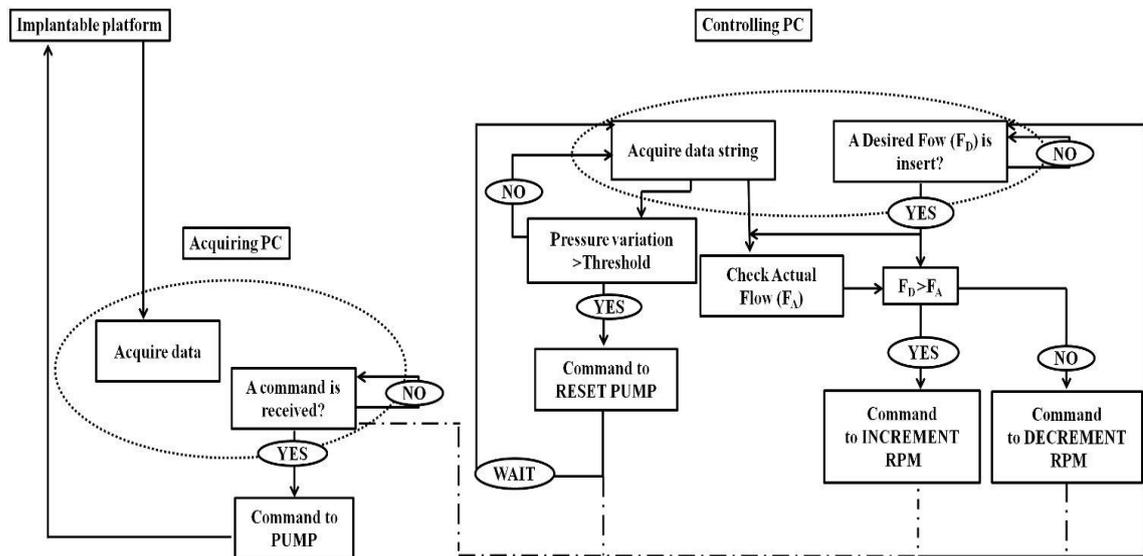 Implantable platform
Controlling PC
Acquire data string
A Desired Fow (F_D) is
insert?
NO
NO
YES
Acquiring PC
Pressure variation
>Threshold
Check Actual
Flow (F_A)
F_D>F_A
YES
Acquire data
YES
NO
A command is
received?
NO
Command to
RESET PUMP
Command
to INCREMENT
RPM
Command
to DECREMENT
RPM
YES
WAIT
Command to
PUMP